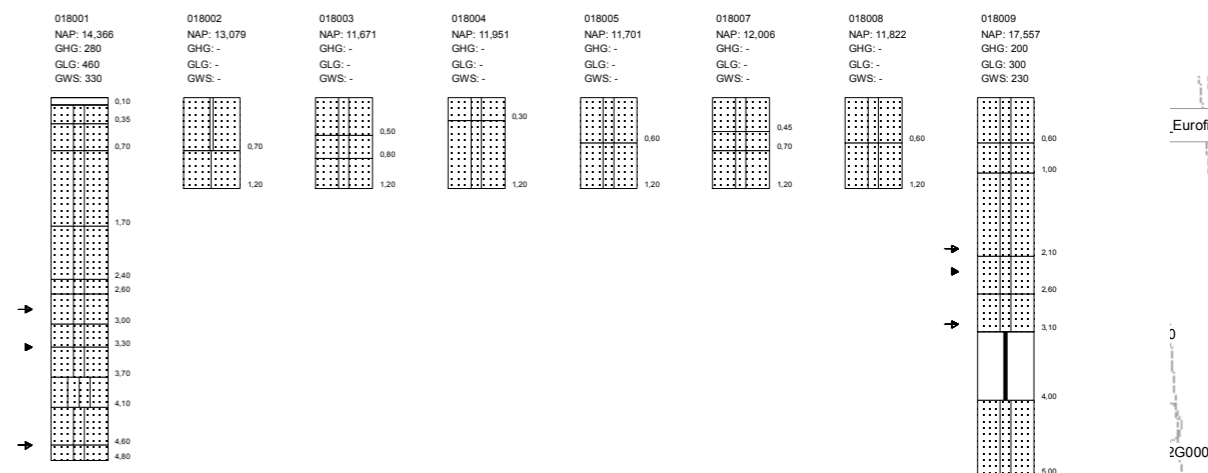 018001
NAP: 14,366
GHG: 280
GLG: 460
GWS: 330
0,10
0,35
0,70
1,70
2,40
2,60
3,00
3,30
3,70
4,10
4,60
4,80
018002
NAP: 13,079
GHG: -
GLG: -
GWS: -
0,70
1,20
018003
NAP: 11,671
GHG: -
GLG: -
GWS: -
0,50
0,80
1,20
018004
NAP: 11,951
GHG: -
GLG: -
GWS: -
0,30
1,20
018005
NAP: 11,701
GHG: -
GLG: -
GWS: -
0,60
1,20
018007
NAP: 12,006
GHG: -
GLG: -
GWS: -
0,45
0,70
1,20
018008
NAP: 11,822
GHG: -
GLG: -
GWS: -
0,60
1,20
018009
NAP: 17,557
GHG: 200
GLG: 300
GWS: 230
0,60
1,00
2,10
2,60
3,10
4,00
5,00
_Eurofi
0
2G000